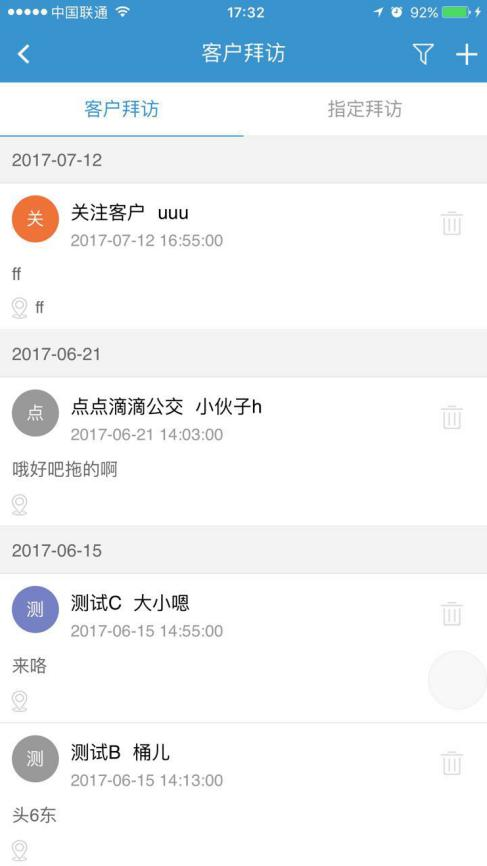 中国联通 17:32 92%
客户拜访
客户拜访 指定拜访
2017-07-12
关 关注客户 uuu
2017-07-12 16:55:00
ff
ff
2017-06-21
点 点点滴滴公交 小伙子h
2017-06-21 14:03:00
哦好吧拖的啊
2017-06-15
测 测试C 大小嗯
2017-06-15 14:55:00
来咯
测 测试B 桶儿
2017-06-15 14:13:00
头6东